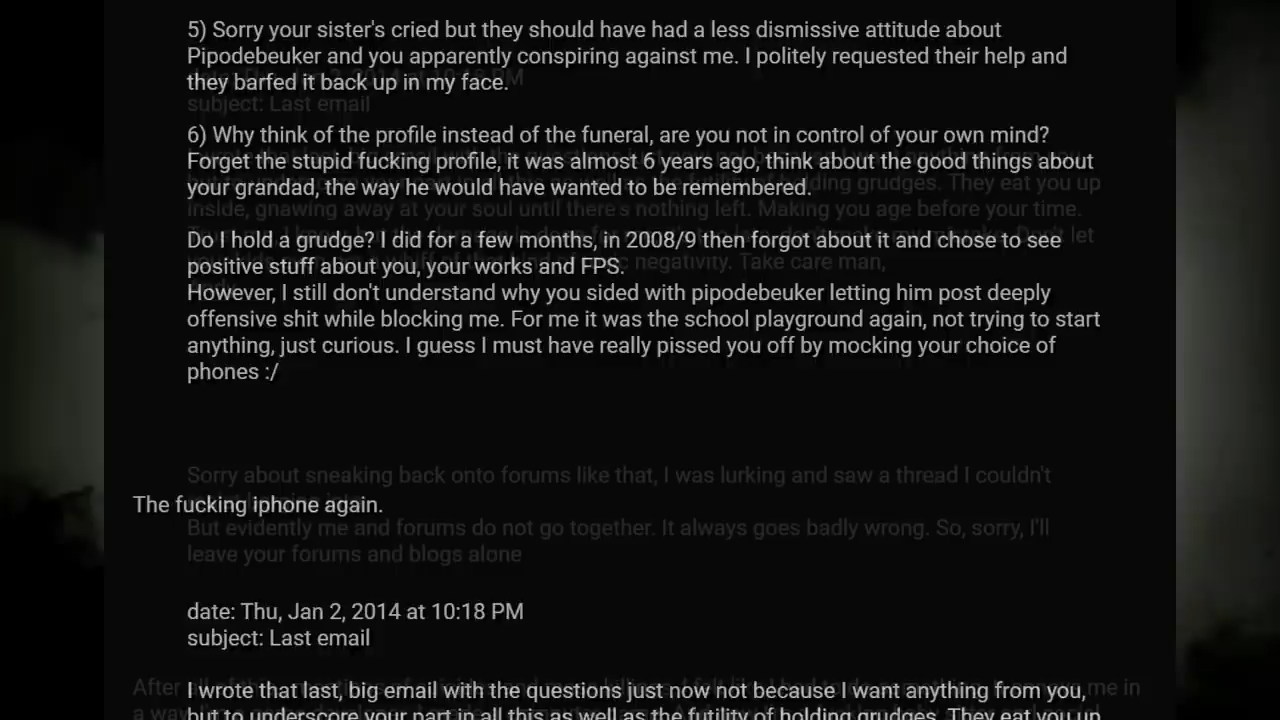 5) Sorry your sister's cried but they should have had a less dismissive attitude about
Pipodebeuker and you apparently conspiring against me. I politely requested their help and
they barfed it back up in my face.
subject: Last email
6) Why think of the profile instead of the funeral, are you not in control of your own mind?
Forget the stupid fucking profile, it was almost 6 years ago, think about the good things about
your grandad, the way he would have wanted to be remembered.
holding grudges. They eat you up
inside, gnawing away at your soul until there's nothing left. Making you age before your time.
Do I hold a grudge? I did for a few months, in 2008/9 then forgot about it and chose to see
positive stuff about you, your works and FPS.
negativity. Take care man,
However, I still don't understand why you sided with pipodebeuker letting him post deeply
offensive shit while blocking me. For me it was the school playground again, not trying to start
anything, just curious. I guess I must have really pissed you off by mocking your choice of
phones :/
Sorry about sneaking back onto forums like that, I was lurking and saw a thread I couldn't
The fucking iphone again.
But evidently me and forums do not go together. It always goes badly wrong. So, sorry, I'll
leave your forums and blogs alone
date: Thu, Jan 2, 2014 at 10:18 PM
subject: Last email
After
I wrote that last, big email with the questions just now not because I want anything from you,
me in
but to underscore your part in all this as well as the futility of holding grudges. They eat you up